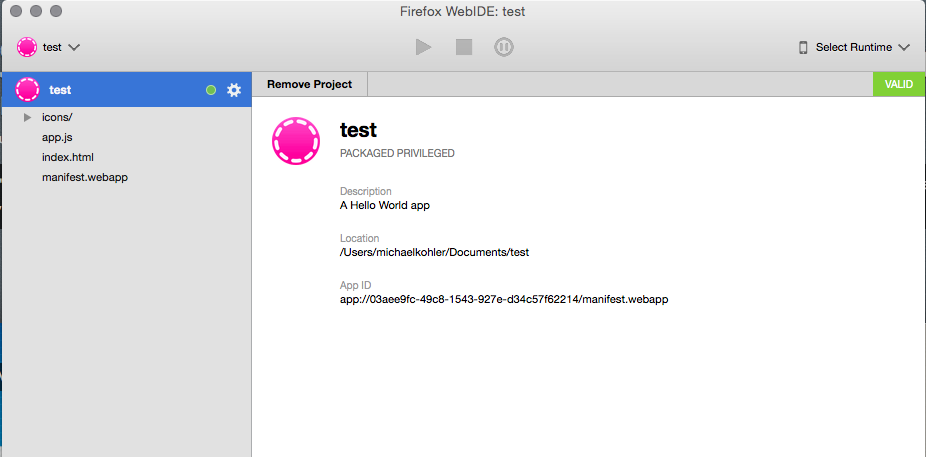 Firefox WebIDE: test
test
Select Runtime
test
Remove Project
VALID
icons/
app.js
index.html
manifest.webapp
test
PACKAGED PRIVILEGED
Description
A Hello World app
Location
/Users/michaelkohler/Documents/test
App ID
app://03aee9fc-49c8-1543-927e-d34c57f62214/manifest.webapp